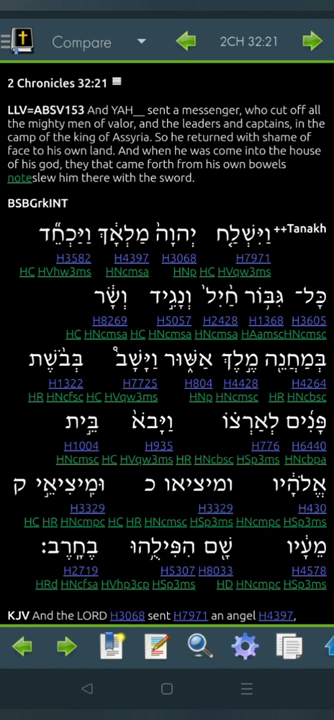 Compare 2CH 32:21
2 Chronicles 32:21
LLV=ABSV153 And YAH__ sent a messenger, who cut off all
the mighty men of valor, and the leaders and captains, in
the camp of the king of Assyria. So he returned with shame of
face to his own land. And when he was come into the house
of his god, they that came forth from his own bowels
noteslew him there with the sword.
BSBGrkINT
++Tanakh וַיִּשְׁלַ֤ח יְהוָה֙ מַלְאָ֔ךְ וַיַּכְחֵ֞ד
H7971 H3068 H4397 H3582
HC HVqw3ms HNp HNcmsa HC HVhw3ms
כָּל־ גִּבּ֥וֹר חַ֙יִל֙ וְנָגִ֣יד וְשָׂ֔ר
H3605 H1368 H2428 H5057 H8269
HNcmsc HAamsc HNcmsa HC HNcmsa HC HNcmsa
בְּמַחֲנֵ֖ה מֶ֣לֶךְ אַשּׁ֑וּר וַיָּשָׁב֩ בְּבֹ֨שֶׁת
H4264 H4428 H804 H7725 H1322
HR HNcbsc HNcmsc HNp HC HVqw3ms HR HNcfsc
פָּנִ֜ים לְאַרְצ֗וֹ וַיָּבֹא֙ בֵּ֣ית
H6440 H776 H935 H1004
HNcbpa HR HNcbsc HSp3ms HC HVqw3ms HNcmsc
אֱלֹהָ֔יו ומיציאו כ וּמִֽיצִיאֵ֣י ק
H430 H3329 H3329
HNcmpc HSp3ms HC HR HNcmsc HSp3ms HC HR HNcmpc
מֵעָ֔יו שָׁ֖ם הִפִּילֻ֥הוּ בֶחָֽרֶב׃
H4578 H8033 H5307 H2719
HNcmpc HSp3ms HD HVhp3cp HSp3ms HRd HNcfsa
KJV And the LORD H3068 sent H7971 an angel H4397,